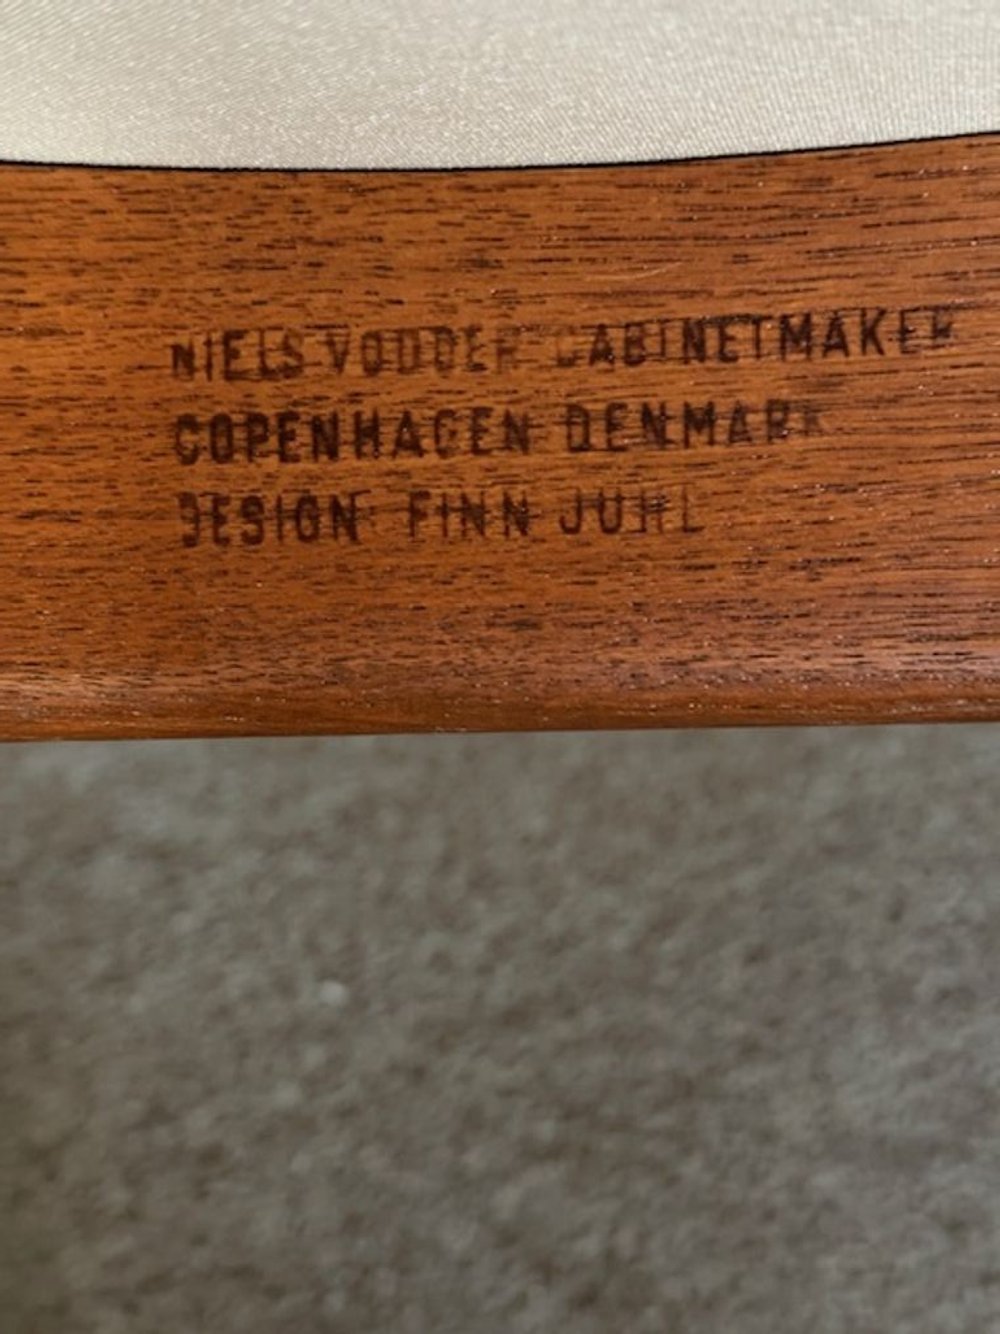 NIELS VODDER CABINETMAKER
COPENHAGEN DENMARK
DESIGN FINN JUHL